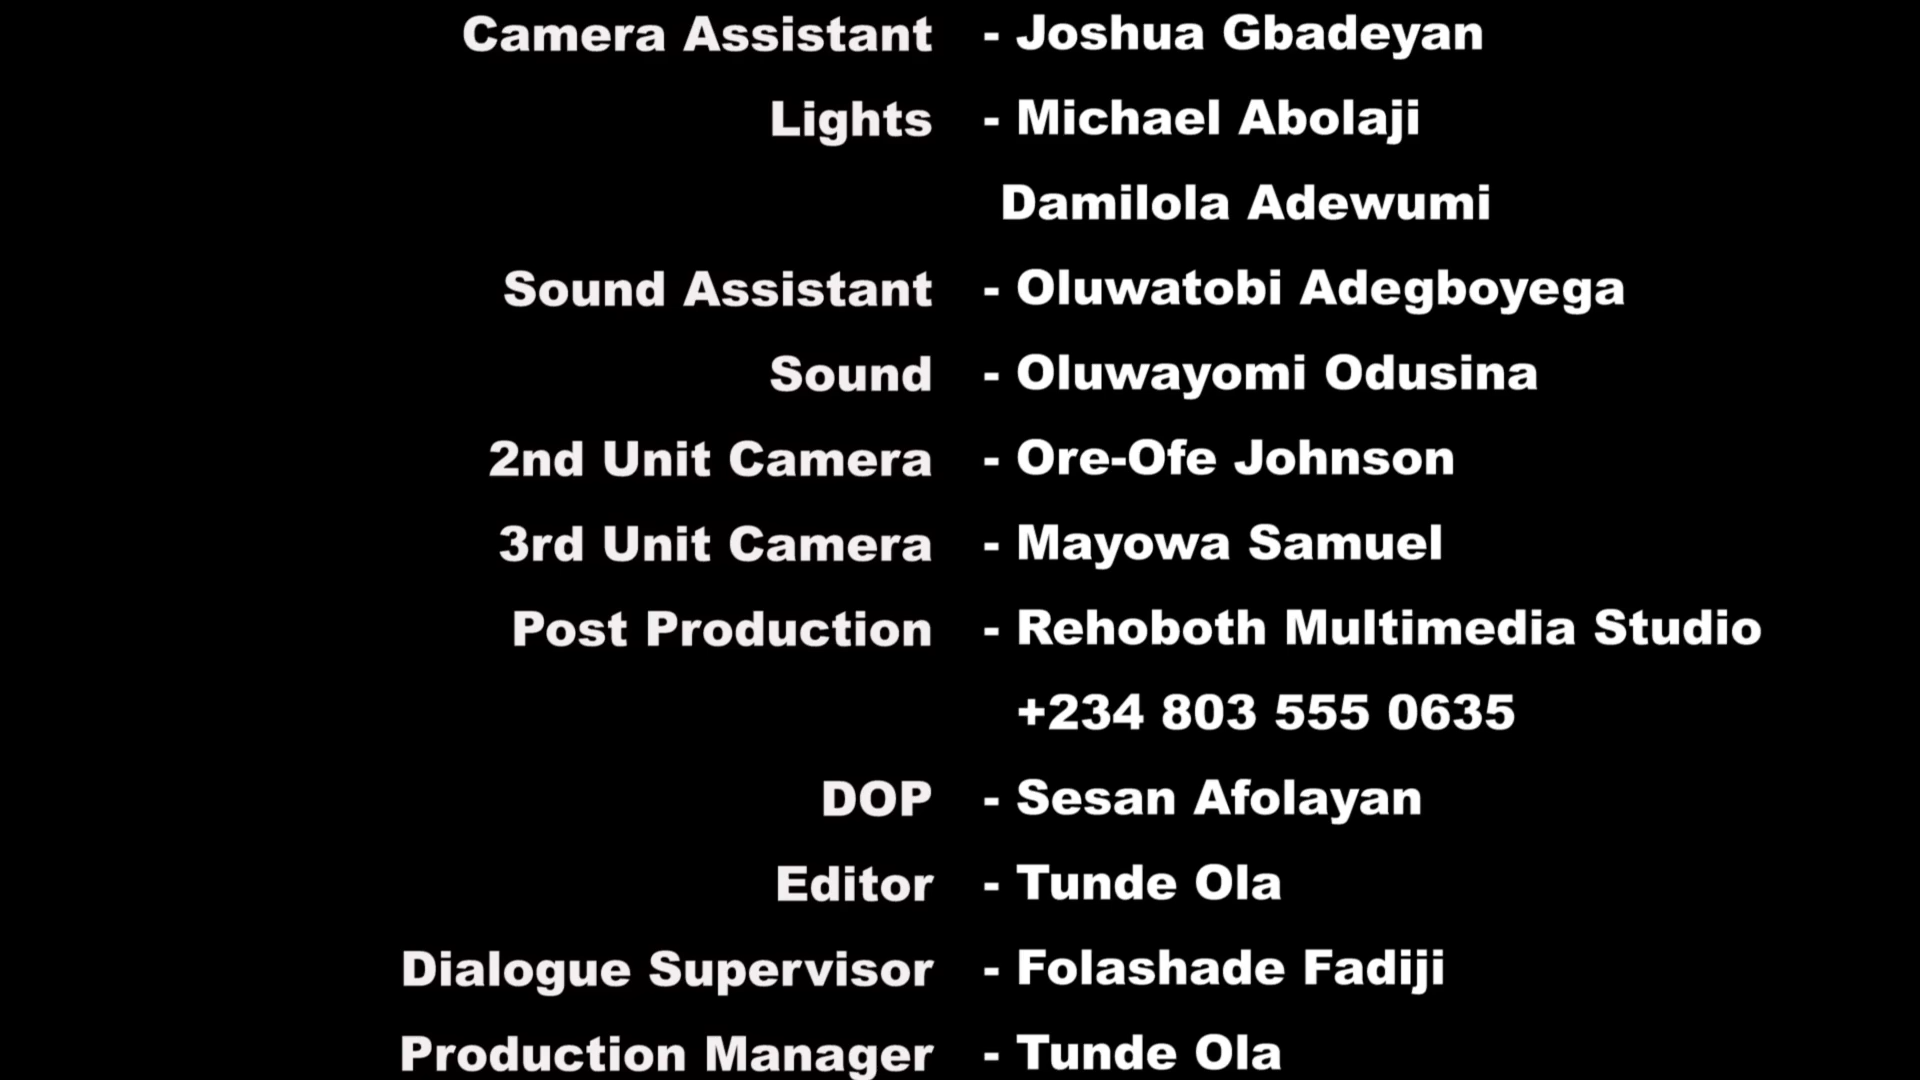 Camera Assistant - Joshua Gbadeyan
Lights - Michael Abolaji
Damilola Adewumi
Sound Assistant - Oluwatobi Adegboyega
Sound - Oluwayomi Odusina
2nd Unit Camera - Ore-Ofe Johnson
3rd Unit Camera - Mayowa Samuel
Post Production - Rehoboth Multimedia Studio
+234 803 555 0635
DOP - Sesan Afolayan
Editor - Tunde Ola
Dialogue Supervisor - Folashade Fadiji
Production Manager - Tunde Ola